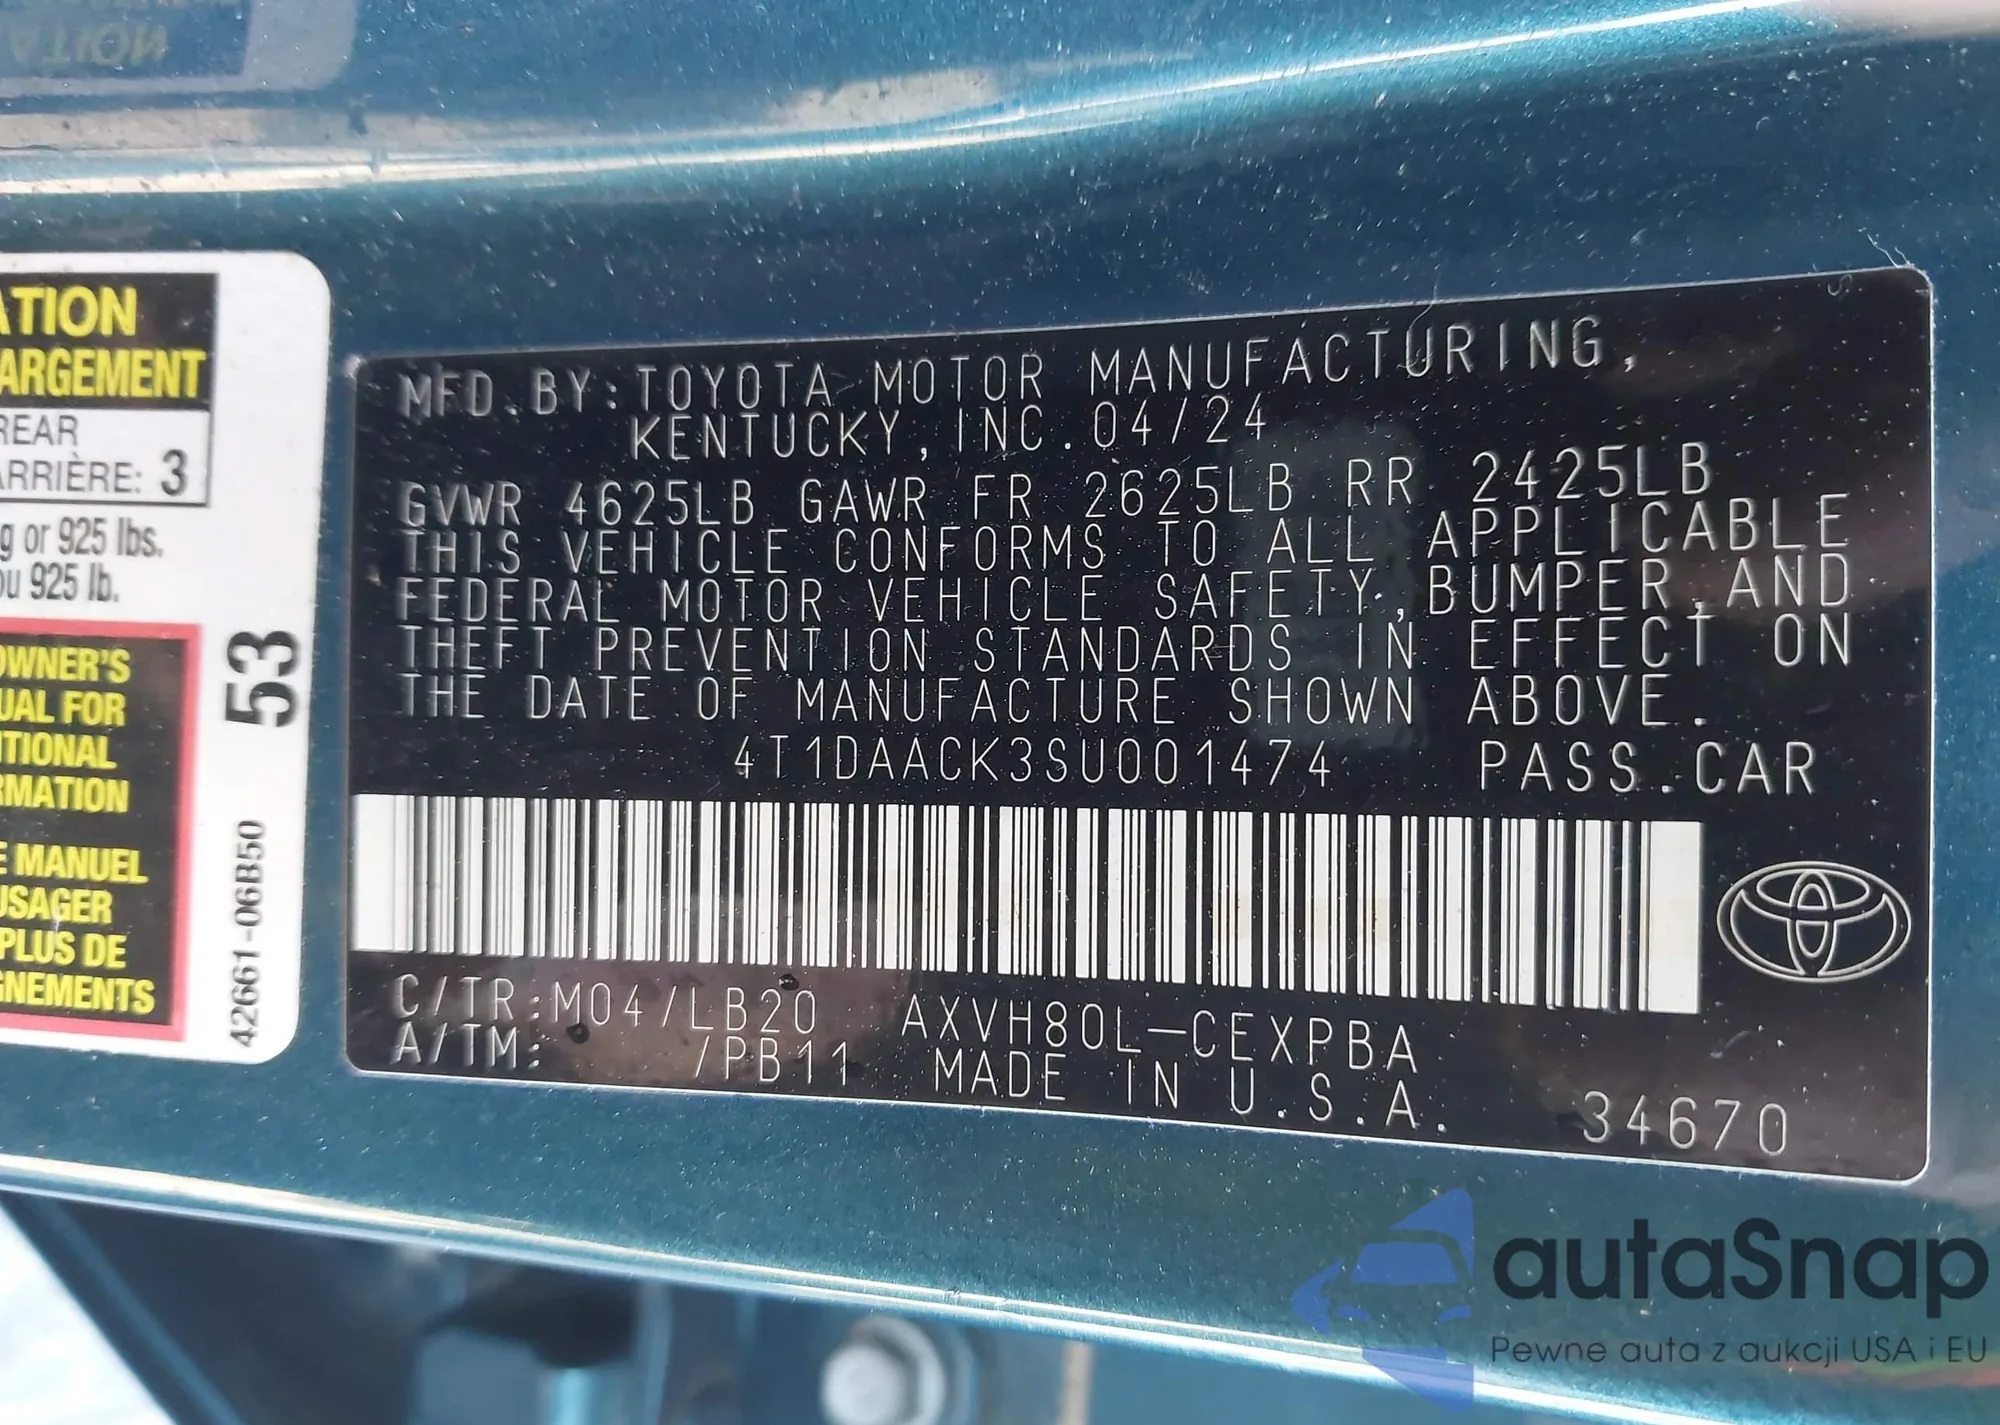 ATION
ARGEMENT
REAR
ARRIÈRE: 3
g or 925 lbs.
ou 925 lb.
OWNER'S
UAL FOR
ITIONAL
RMATION
E MANUEL
USAGER
PLUS DE
GNEMENTS
53
42661-06B50
MFD.BY:TOYOTA MOTOR MANUFACTURING,
KENTUCKY,INC.04/24
GVWR 4625LB GAWR FR 2625LB RR 2425LB
THIS VEHICLE CONFORMS TO ALL APPLICABLE
FEDERAL MOTOR VEHICLE SAFETY,BUMPER,AND
THEFT PREVENTION STANDARDS IN EFFECT ON
THE DATE OF MANUFACTURE SHOWN ABOVE.
4T1DAACK3SU001474 PASS.CAR
C/TR:M04/LB20 AXVH80L-CEXPBA
A/TM: /PB11 MADE IN U.S.A.
34670
autaSnap
Pewne auta z aukcji USA i EU